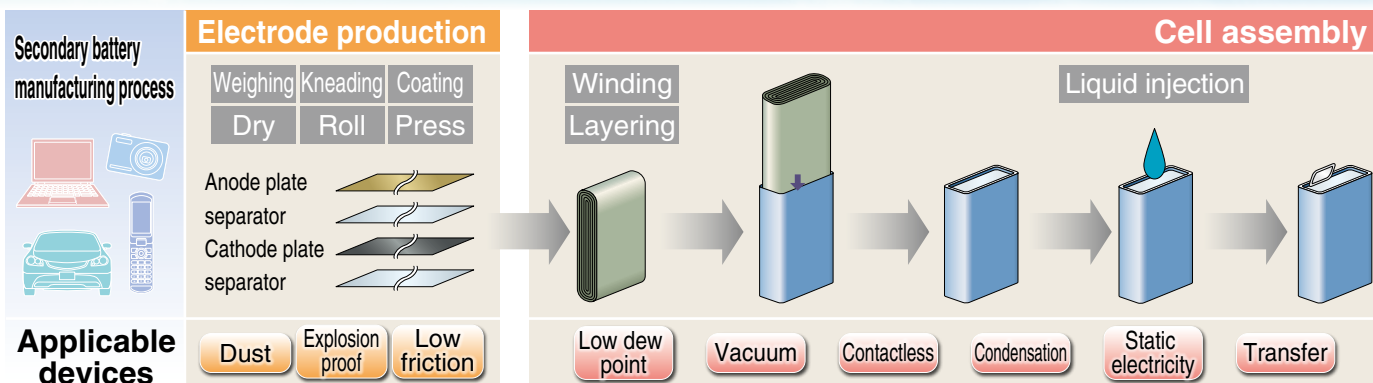 Secondary battery
manufacturing process
Electrode production
Weighing Kneading Coating
Dry Roll Press
Anode plate
separator
Cathode plate
separator
Cell assembly
Winding
Layering
Liquid injection
Applicable
devices
Dust
Explosion
proof
Low
friction
Low dew
point
Vacuum
Contactless
Condensation
Static
electricity
Transfer